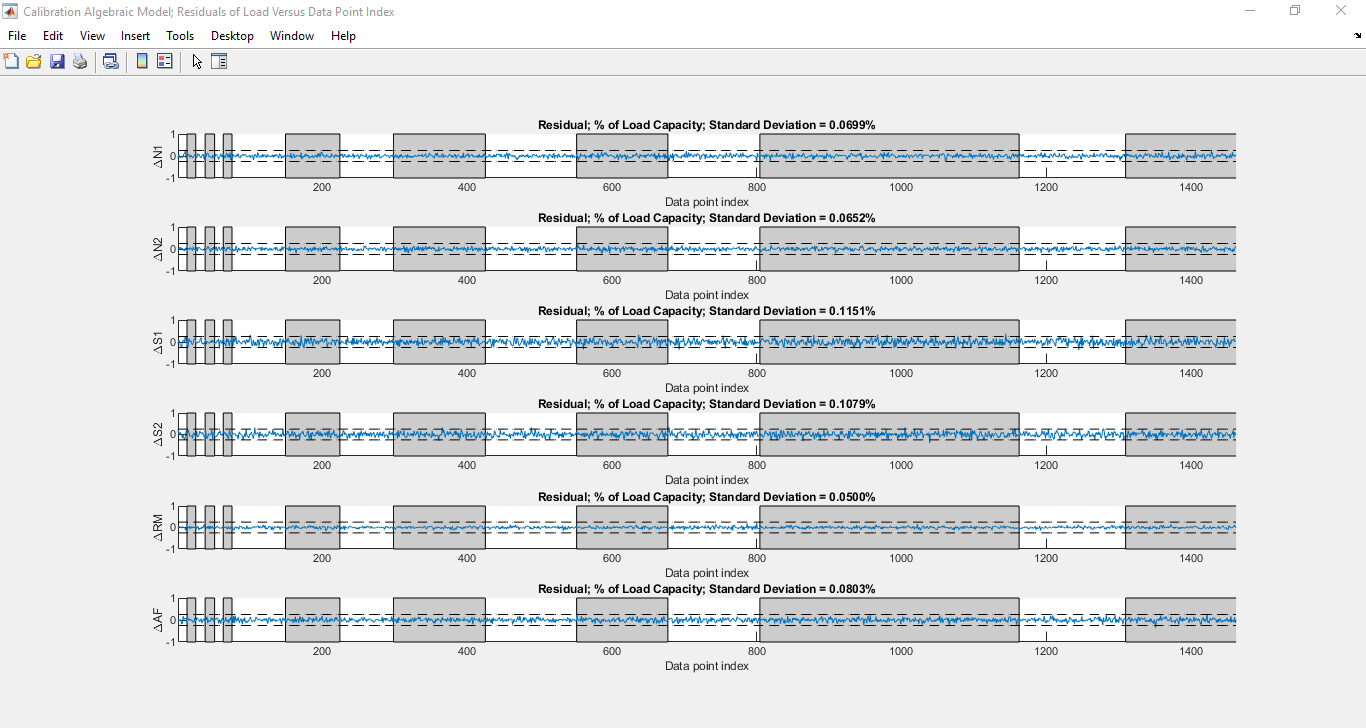 Calibration Algebraic Model; Residuals of Load Versus Data Point Index
File Edit View Insert Tools Desktop Window Help
Residual; % of Load Capacity; Standard Deviation = 0.0699%
1
0
-1
ΔN1
200 400 600 800 1000 1200 1400
Data point index
Residual; % of Load Capacity; Standard Deviation = 0.0652%
1
0
-1
ΔN2
200 400 600 800 1000 1200 1400
Data point index
Residual; % of Load Capacity; Standard Deviation = 0.1151%
1
0
-1
ΔS1
200 400 600 800 1000 1200 1400
Data point index
Residual; % of Load Capacity; Standard Deviation = 0.1079%
1
0
-1
ΔS2
200 400 600 800 1000 1200 1400
Data point index
Residual; % of Load Capacity; Standard Deviation = 0.0500%
1
0
-1
ΔRM
200 400 600 800 1000 1200 1400
Data point index
Residual; % of Load Capacity; Standard Deviation = 0.0803%
1
0
-1
ΔAF
200 400 600 800 1000 1200 1400
Data point index